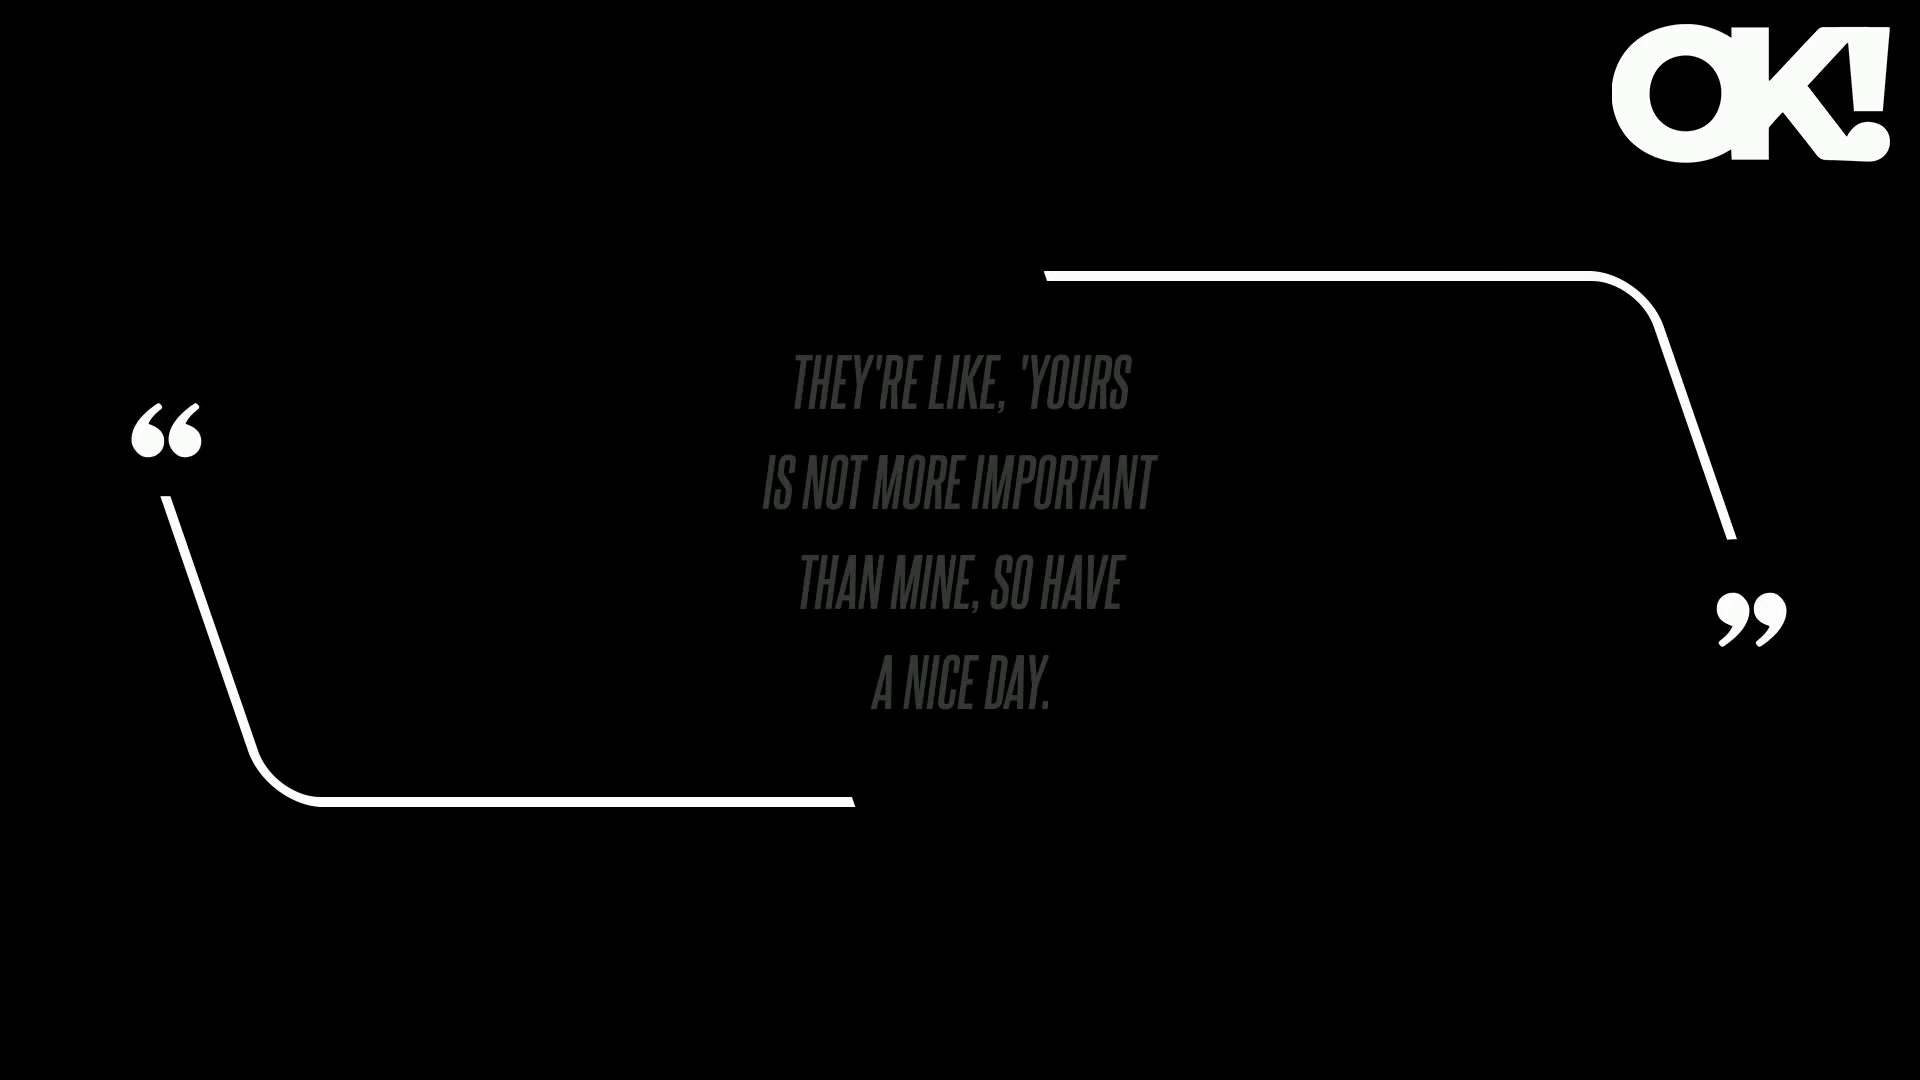 OK!
“
THEY'RE LIKE, 'YOURS
IS NOT MORE IMPORTANT
THAN MINE, SO HAVE
A NICE DAY.
”